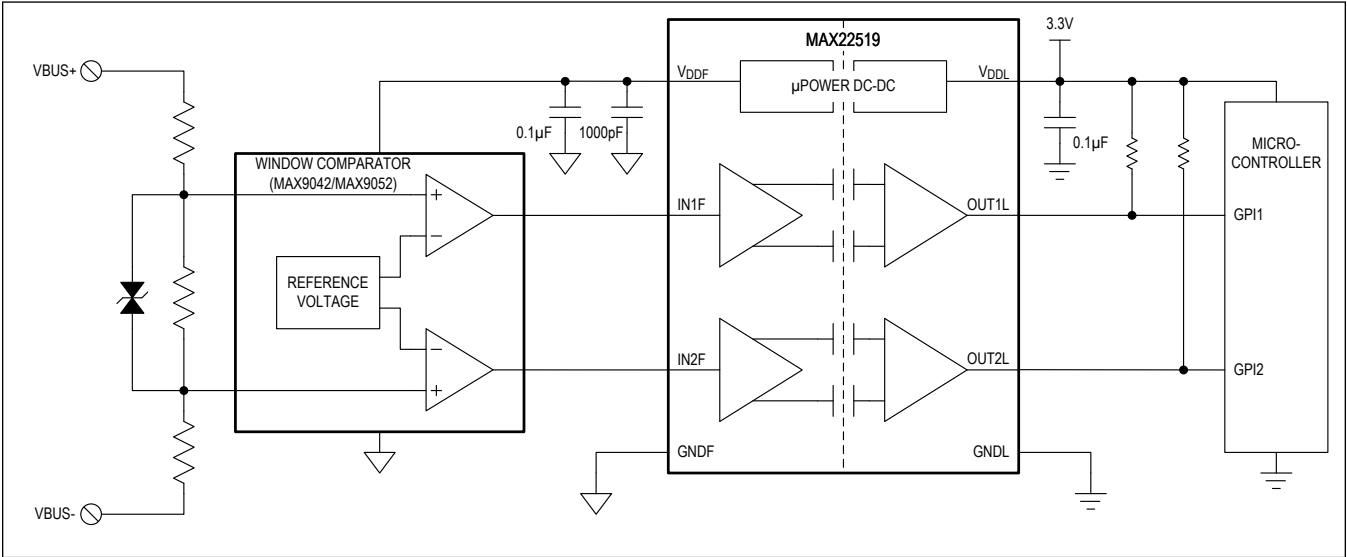 MAX22519
3.3V
VBUS+
VDDF
µPOWER DC-DC
VDDL
0.1µF
1000pF
0.1µF
WINDOW COMPARATOR
(MAX9042/MAX9052)
MICRO-
CONTROLLER
+
IN1F
OUT1L
GPI1
−
REFERENCE
VOLTAGE
−
IN2F
OUT2L
GPI2
+
GNDF
GNDL
VBUS-